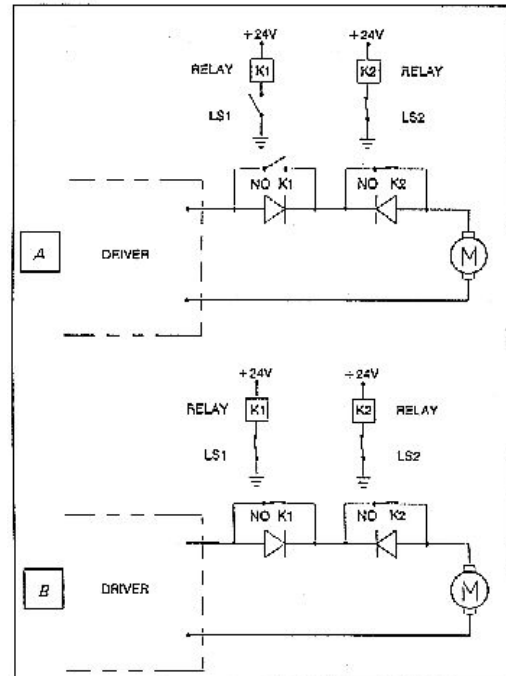 +24V +24V
RELAY K1 K2 RELAY
LS1 LS2
NO K1 NO K2
A DRIVER M
+24V +24V
RELAY K1 K2 RELAY
LS1 LS2
NO K1 NO K2
B DRIVER M